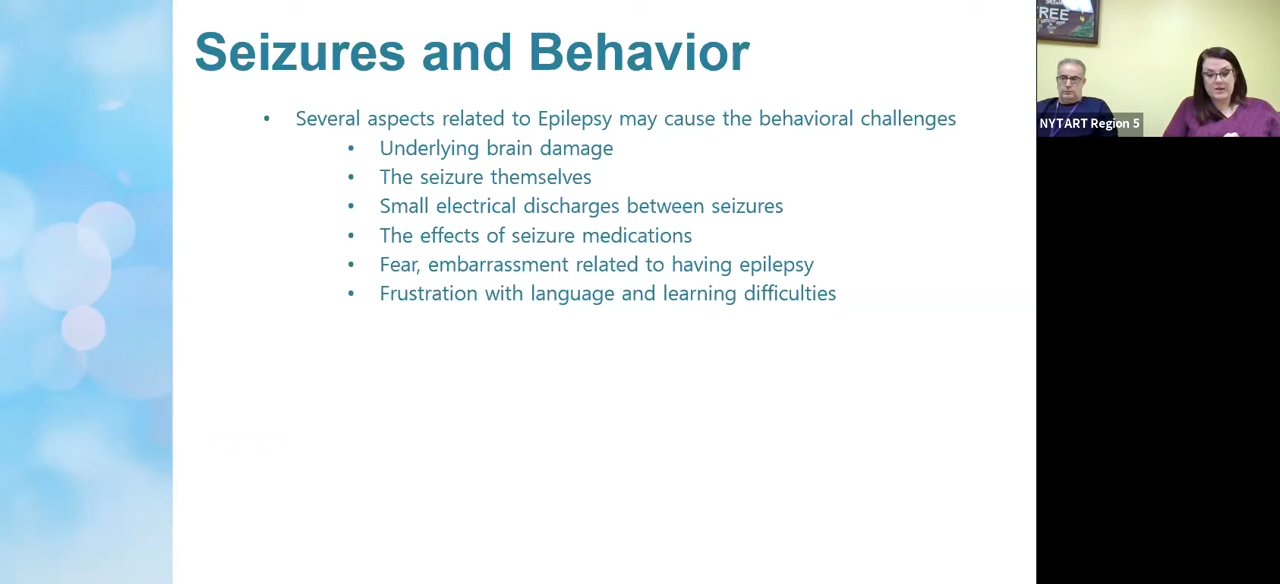 Seizures and Behavior
• Several aspects related to Epilepsy may cause the behavioral challenges
• Underlying brain damage
• The seizure themselves
• Small electrical discharges between seizures
• The effects of seizure medications
• Fear, embarrassment related to having epilepsy
• Frustration with language and learning difficulties
REE
NYTART Region 5